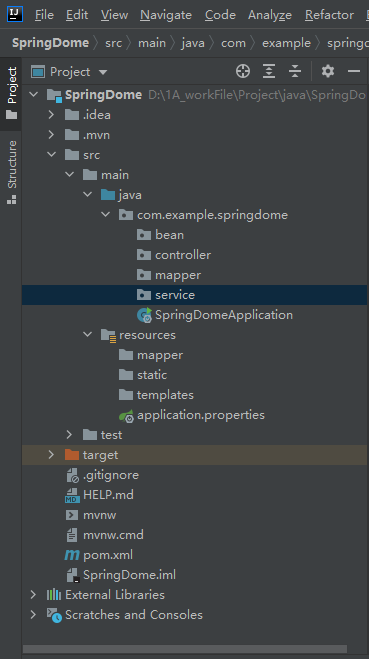 File Edit View Navigate Code Analyze Refactor
SpringDome src main java com example springd
Project
Project
SpringDome D:\1A_workFile\Project\java\SpringDo
.idea
.mvn
src
Structure
main
java
com.example.springdome
bean
controller
mapper
service
SpringDomeApplication
resources
mapper
static
templates
application.properties
test
target
.gitignore
HELP.md
mvnw
mvnw.cmd
pom.xml
SpringDome.iml
External Libraries
Scratches and Consoles